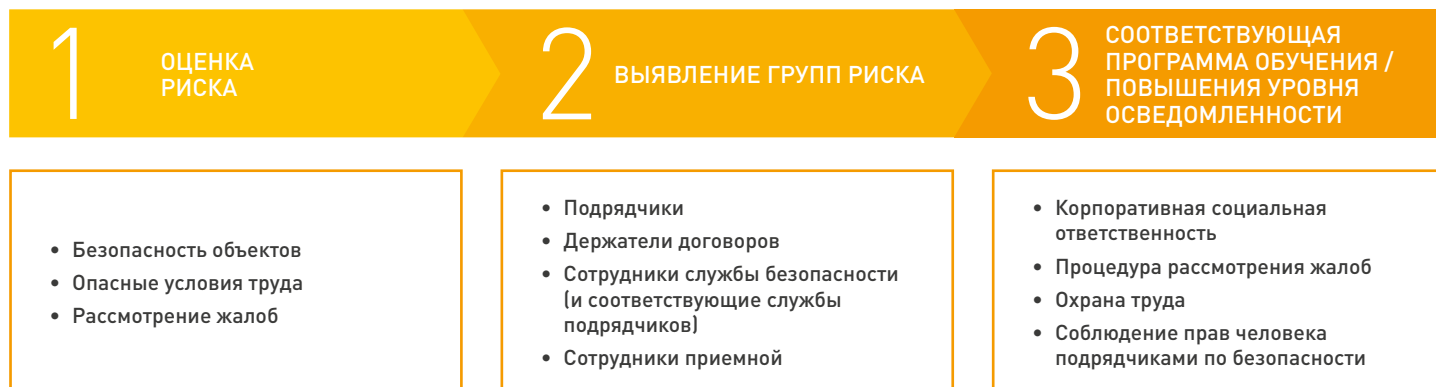 1
ОЦЕНКА
РИСКА
2
ВЫЯВЛЕНИЕ ГРУПП РИСКА
3
СООТВЕТСТВУЮЩАЯ
ПРОГРАММА ОБУЧЕНИЯ /
ПОВЫШЕНИЯ УРОВНЯ
ОСВЕДОМЛЕННОСТИ
• Безопасность объектов
• Опасные условия труда
• Рассмотрение жалоб
• Подрядчики
• Держатели договоров
• Сотрудники службы безопасности
(и соответствующие службы
подрядчиков)
• Сотрудники приемной
• Корпоративная социальная
ответственность
• Процедура рассмотрения жалоб
• Охрана труда
• Соблюдение прав человека
подрядчиками по безопасности